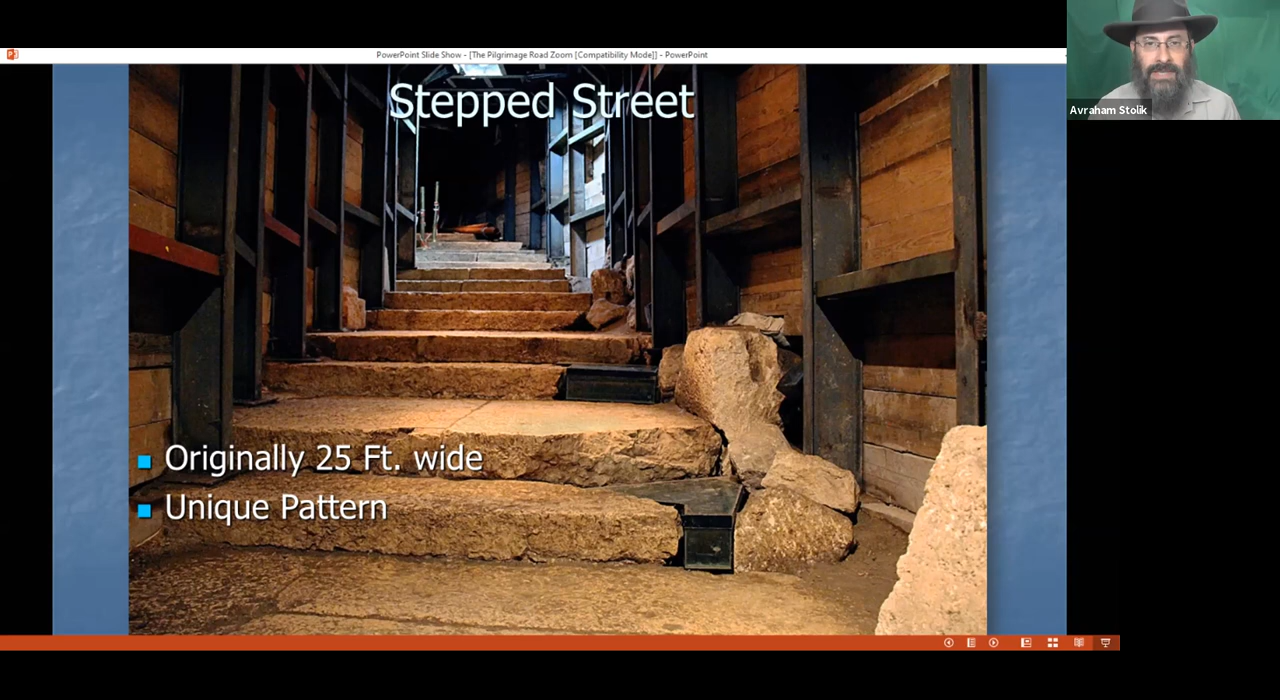 PowerPoint Slide Show - [The Pilgrimage Road Zoom [Compatibility Mode]] - PowerPoint
Avraham Stolik
Stepped Street
Originally 25 Ft. wide
Unique Pattern